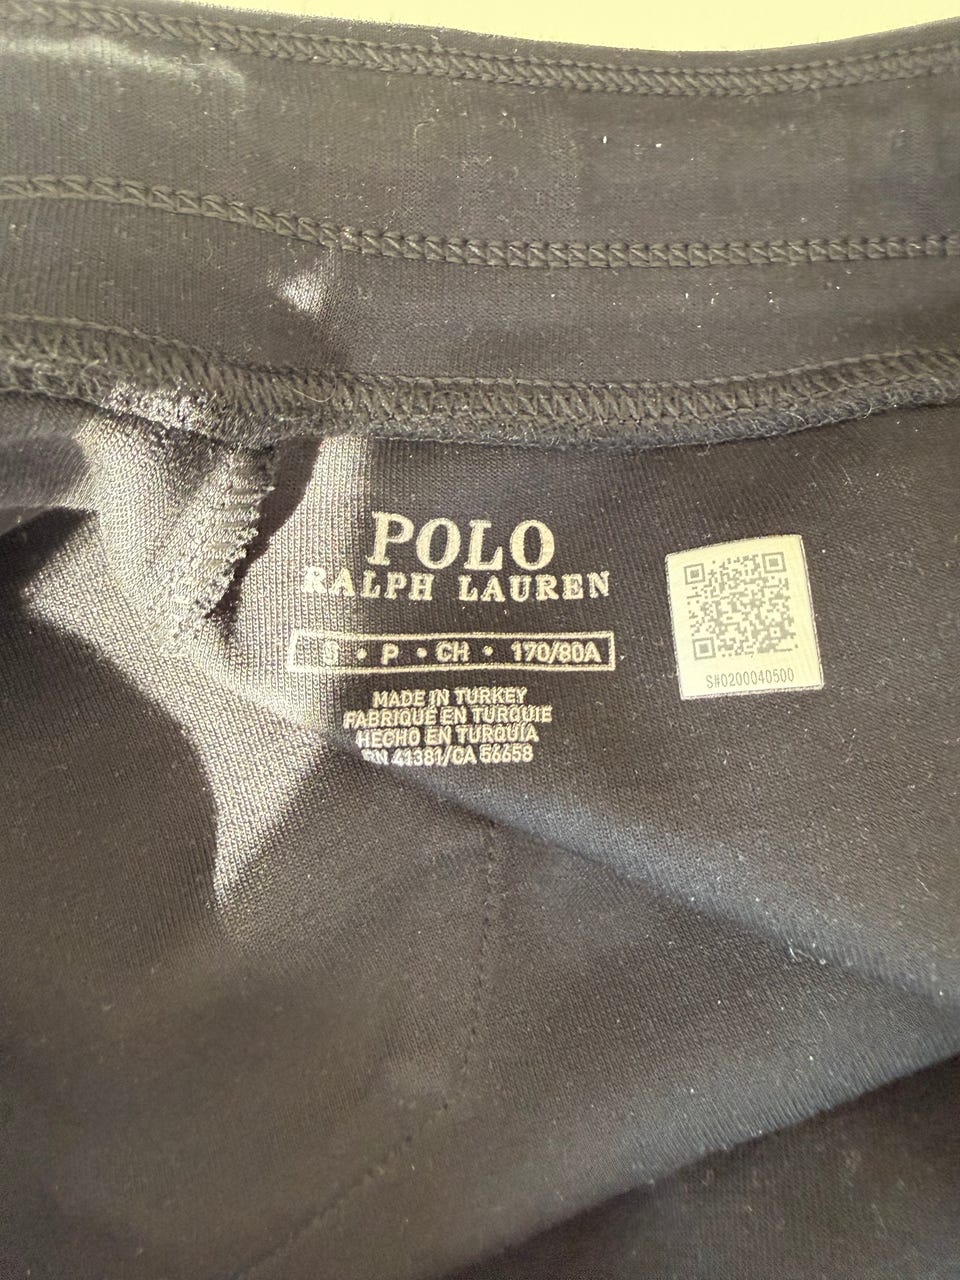 POLO
RALPH LAUREN
S • P • CH • 170/80A
MADE IN TURKEY
FABRIQUÉ EN TURQUIE
HECHO EN TURQUÍA
RN 41381/CA 56658
S#0200040500